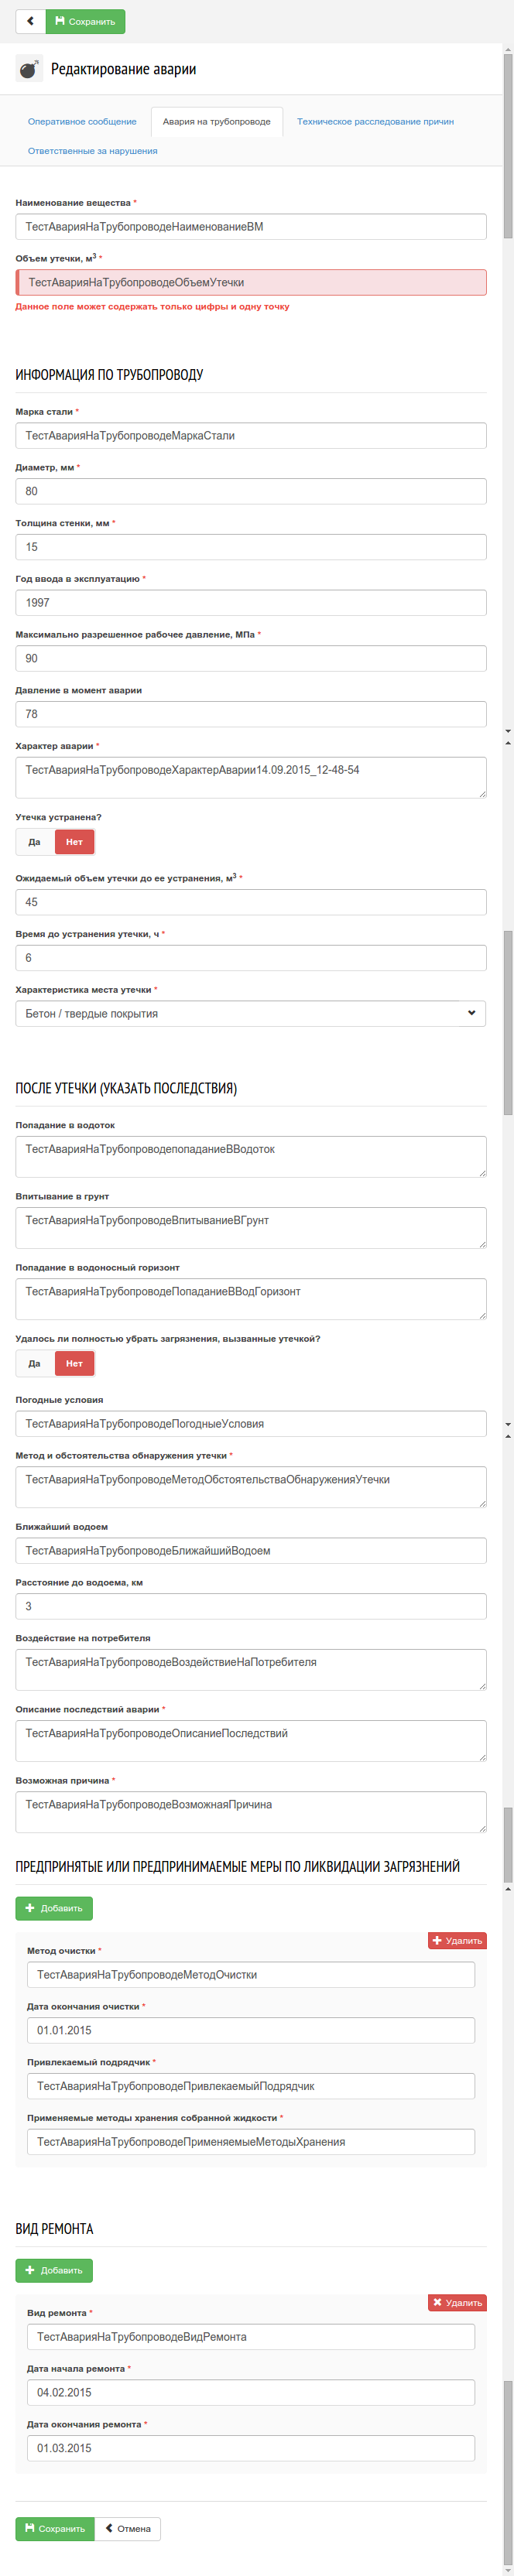 Сохранить
Редактирование аварии
Оперативное сообщение Авария на трубопроводе Техническое расследование причин
Ответственные за нарушения
Наименование вещества *
ТестАварияНаТрубопроводеНаименованиеВМ
Объем утечки, м³ *
ТестАварияНаТрубопроводеОбъемУтечки
Данное поле может содержать только цифры и одну точку
ИНФОРМАЦИЯ ПО ТРУБОПРОВОДУ
Марка стали *
ТестАварияНаТрубопроводеМаркаСтали
Диаметр, мм *
80
Толщина стенки, мм *
15
Год ввода в эксплуатацию *
1997
Максимально разрешенное рабочее давление, МПа *
90
Давление в момент аварии
78
Характер аварии *
ТестАварияНаТрубопроводеХарактерАварии14.09.2015_12-48-54
Утечка устранена?
Да Нет
Ожидаемый объем утечки до ее устранения, м³ *
45
Время до устранения утечки, ч *
6
Характеристика места утечки *
Бетон / твердые покрытия
ПОСЛЕ УТЕЧКИ (УКАЗАТЬ ПОСЛЕДСТВИЯ)
Попадание в водоток
ТестАварияНаТрубопроводепопаданиеВВодоток
Впитывание в грунт
ТестАварияНаТрубопроводеВпитываниеВГрунт
Попадание в водоносный горизонт
ТестАварияНаТрубопроводеПопаданиеВВодГоризонт
Удалось ли полностью убрать загрязнения, вызванные утечкой?
Да Нет
Погодные условия
ТестАварияНаТрубопроводеПогодныеУсловия
Метод и обстоятельства обнаружения утечки *
ТестАварияНаТрубопроводеМетодОбстоятельстваОбнаруженияУтечки
Ближайший водоем
ТестАварияНаТрубопроводеБлижайшийВодоем
Расстояние до водоема, км
3
Воздействие на потребителя
ТестАварияНаТрубопроводеВоздействиеНаПотребителя
Описание последствий аварии *
ТестАварияНаТрубопроводеОписаниеПоследствий
Возможная причина *
ТестАварияНаТрубопроводеВозможнаяПричина
ПРЕДПРИНЯТЫЕ ИЛИ ПРЕДПРИНИМАЕМЫЕ МЕРЫ ПО ЛИКВИДАЦИИ ЗАГРЯЗНЕНИЙ
Добавить
Удалить
Метод очистки *
ТестАварияНаТрубопроводеМетодОчистки
Дата окончания очистки *
01.01.2015
Привлекаемый подрядчик *
ТестАварияНаТрубопроводеПривлекаемыйПодрядчик
Применяемые методы хранения собранной жидкости *
ТестАварияНаТрубопроводеПрименяемыеМетодыХранения
ВИД РЕМОНТА
Добавить
Удалить
Вид ремонта *
ТестАварияНаТрубопроводеВидРемонта
Дата начала ремонта *
04.02.2015
Дата окончания ремонта *
01.03.2015
Сохранить Отмена